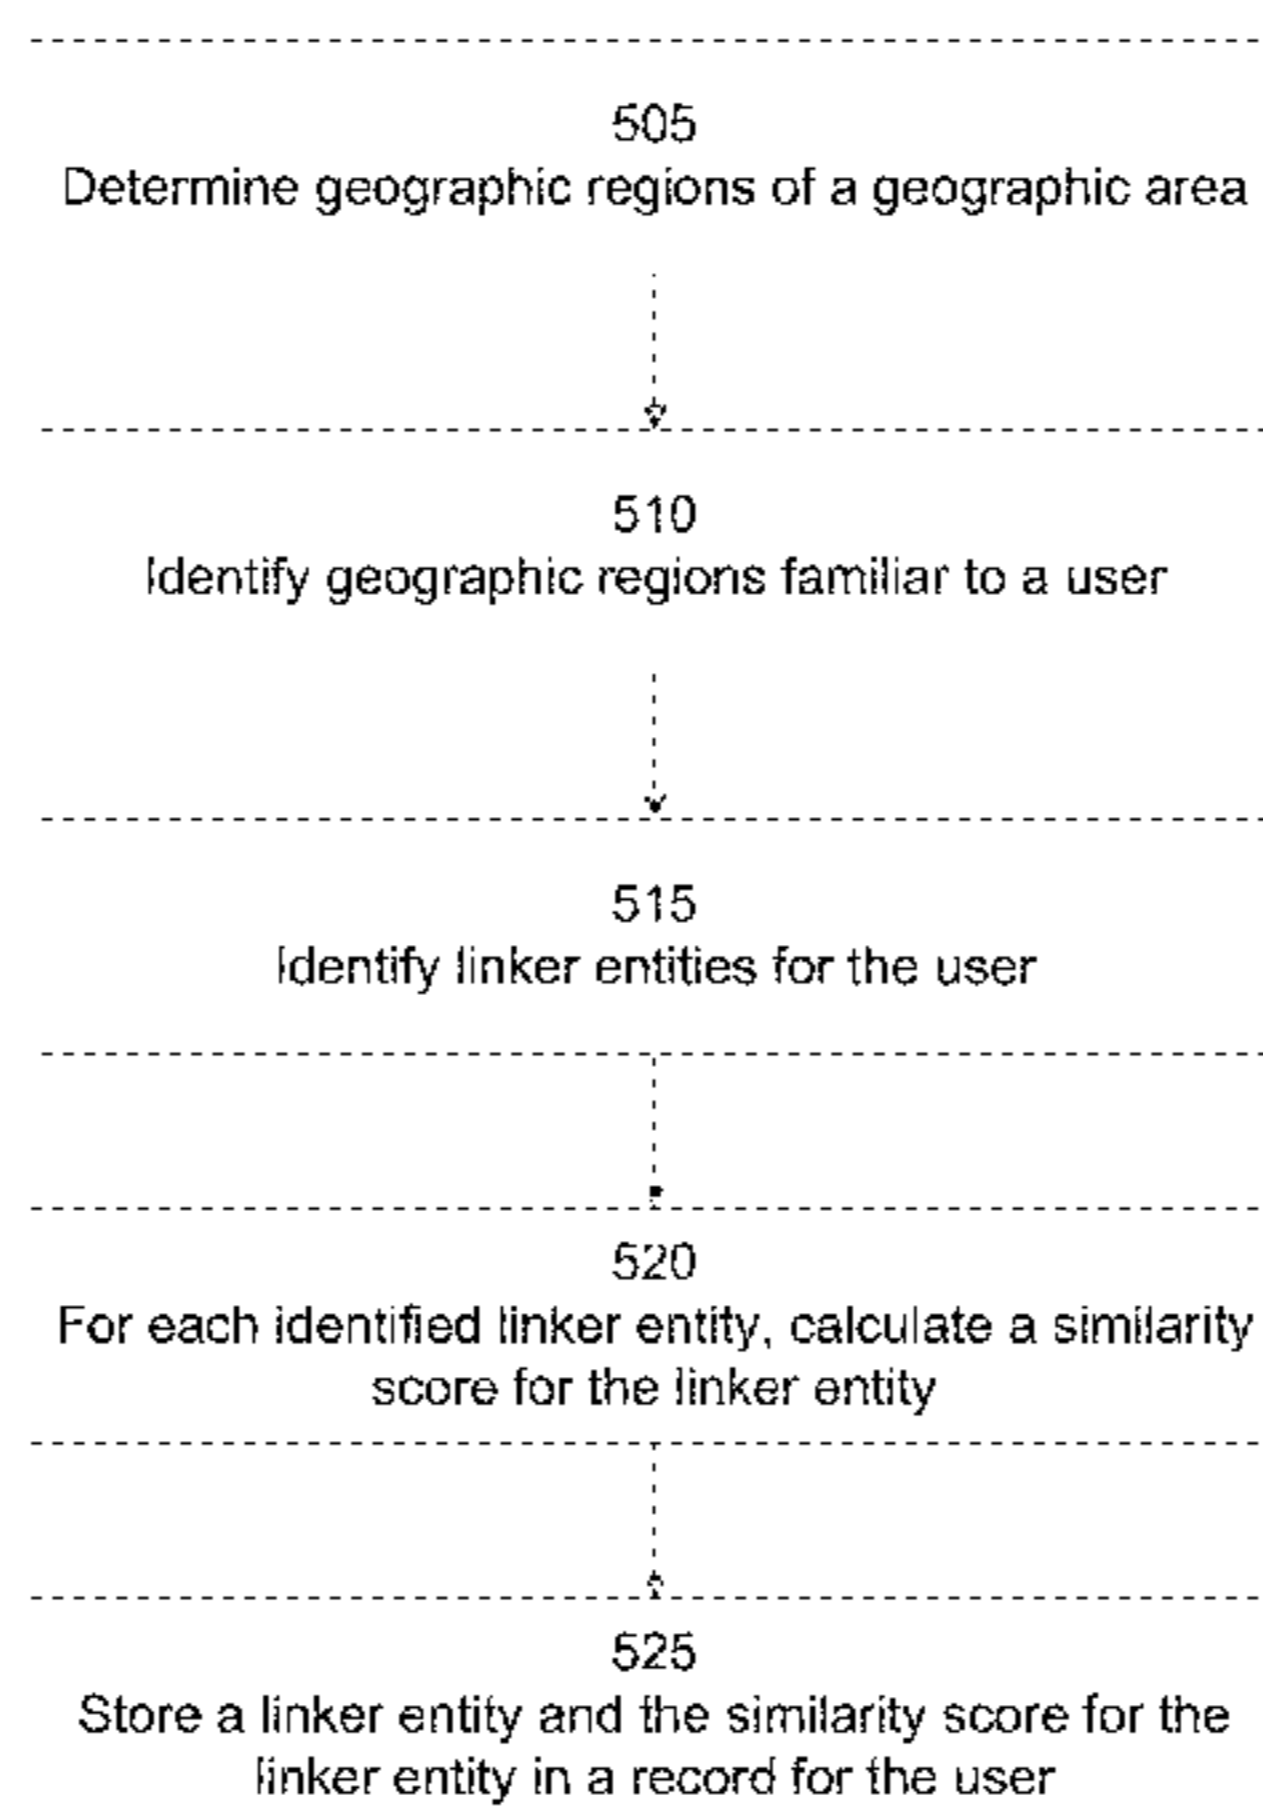 505
Determine geographic regions of a geographic area
510
Identify geographic regions familiar to a user
515
Identify linker entities for the user
520
For each identified linker entity, calculate a similarity
score for the linker entity
525
Store a linker entity and the similarity score for the
linker entity in a record for the user